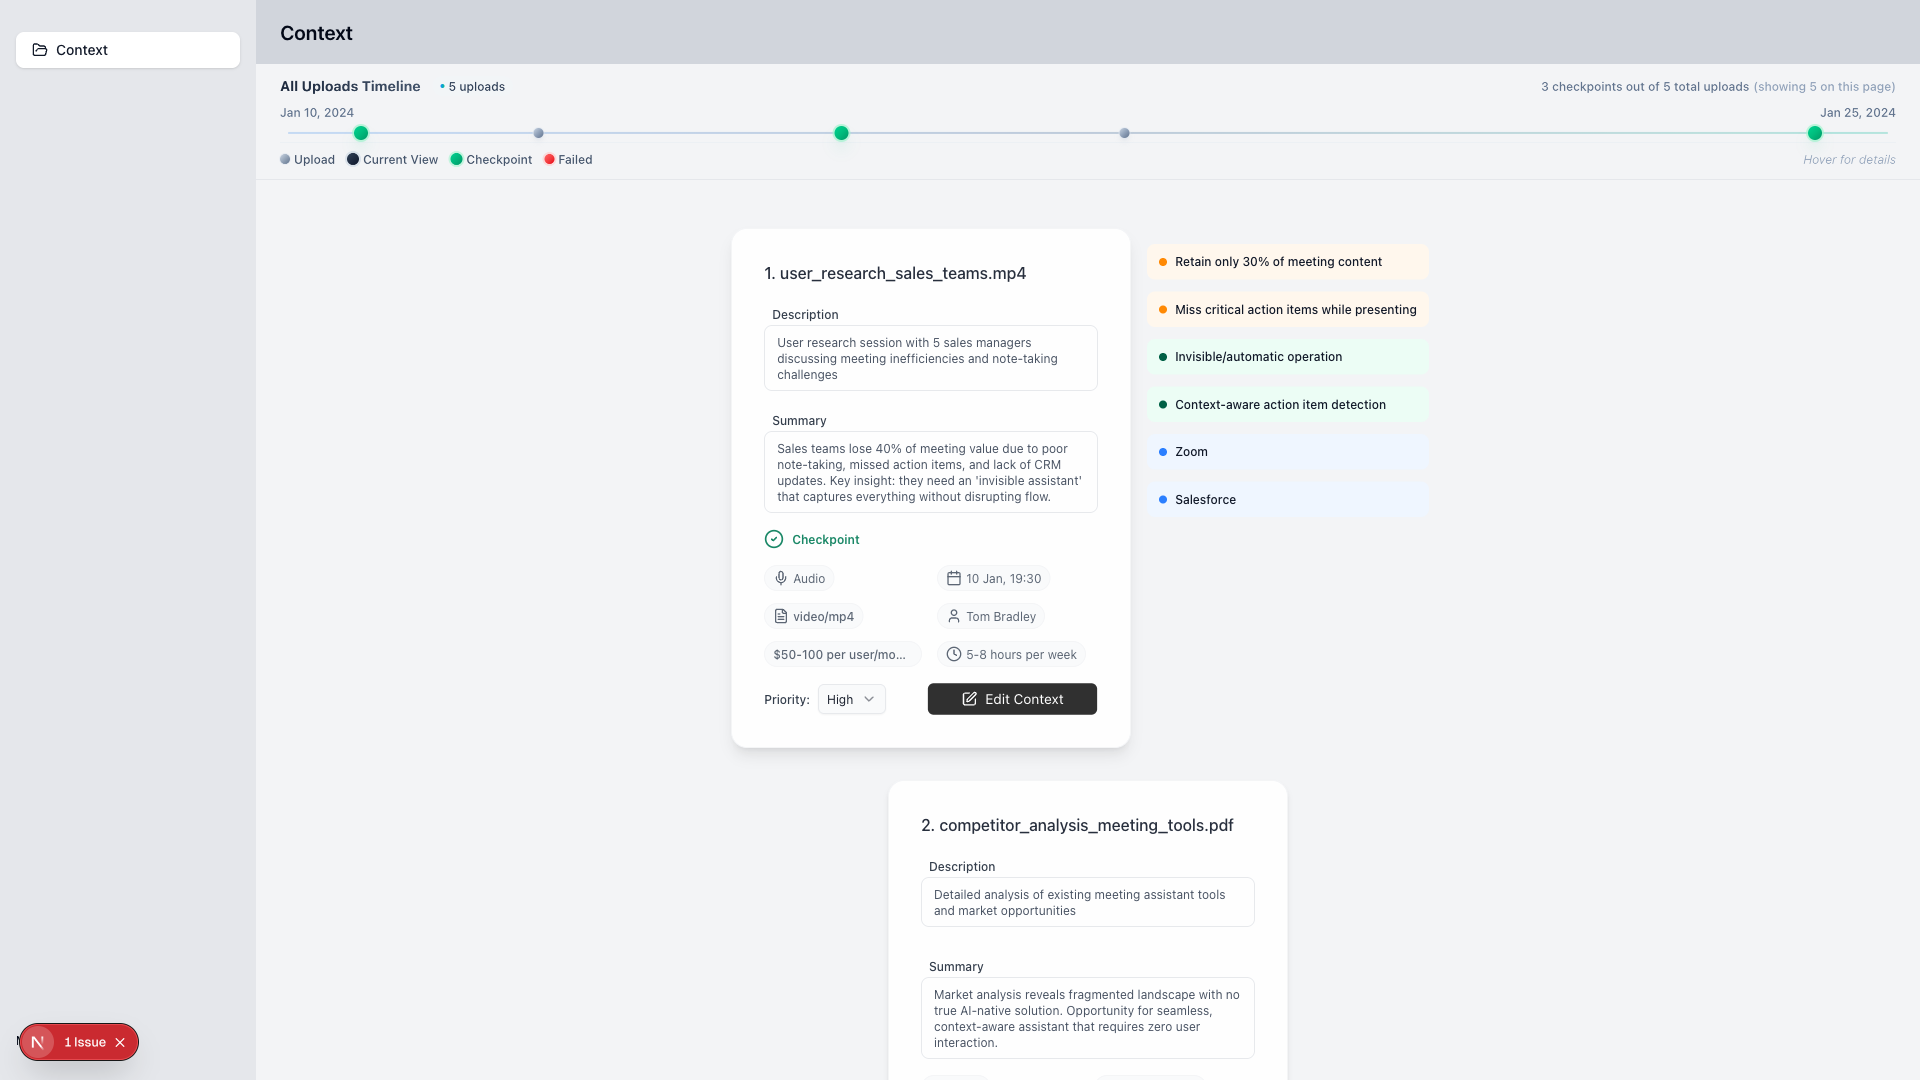 Context
Context
All Uploads Timeline
5 uploads
3 checkpoints out of 5 total uploads (showing 5 on this page)
Jan 10, 2024
Jan 25, 2024
Upload
Current View
Checkpoint
Failed
Hover for details
1. user_research_sales_teams.mp4
Description
User research session with 5 sales managers
discussing meeting inefficiencies and note-taking
challenges
Summary
Sales teams lose 40% of meeting value due to poor
note-taking, missed action items, and lack of CRM
updates. Key insight: they need an 'invisible assistant'
that captures everything without disrupting flow.
Checkpoint
Audio
10 Jan, 19:30
video/mp4
Tom Bradley
$50-100 per user/mo...
5-8 hours per week
Priority:
High
Edit Context
Retain only 30% of meeting content
Miss critical action items while presenting
Invisible/automatic operation
Context-aware action item detection
Zoom
Salesforce
2. competitor_analysis_meeting_tools.pdf
Description
Detailed analysis of existing meeting assistant tools
and market opportunities
Summary
Market analysis reveals fragmented landscape with no
true AI-native solution. Opportunity for seamless,
context-aware assistant that requires zero user
interaction.
N
1 Issue